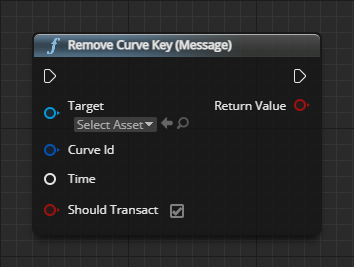 Remove Curve Key (Message)
Target
Return Value
Select Asset
Curve Id
Time
Should Transact